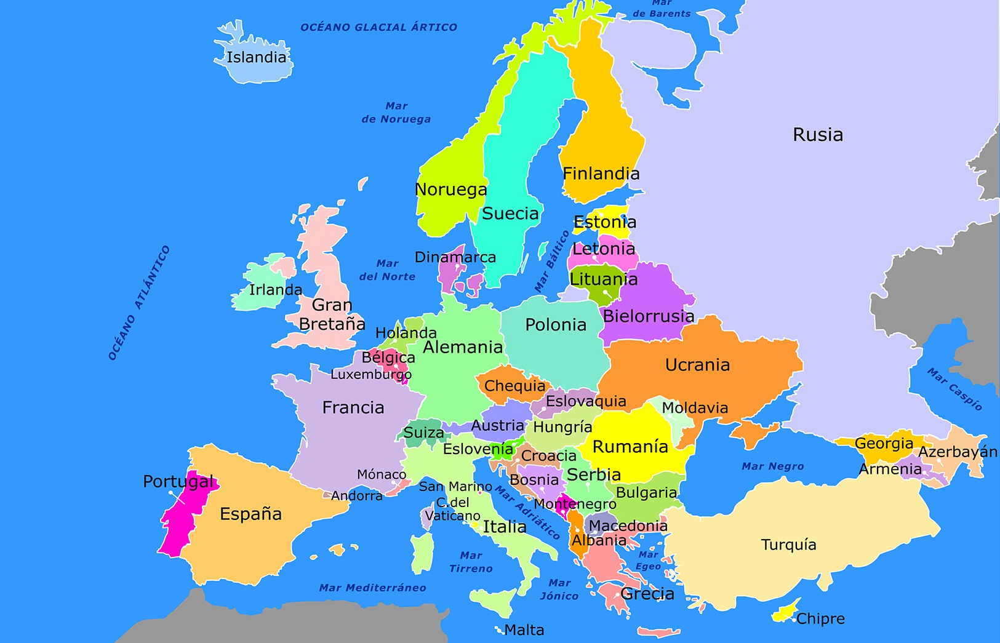 Mar
de Barents
OCÉANO GLACIAL ÁRTICO
Islandia
Mar
de Noruega
Rusia
Finlandia
Noruega
Suecia
Estonia
Mar Báltico
Letonia
Dinamarca
Mar
del Norte
OCÉANO ATLÁNTICO
Lituania
Irlanda
Gran
Bretaña
Bielorrusia
Polonia
Holanda
Alemania
Bélgica
Luxemburgo
Ucrania
Mar Caspío
Chequia
Francia
Eslovaquia
Moldavia
Suiza
Austria
Hungría
Eslovenía
Rumanía
Georgia
Azerbayán
Croacia
Mar Negro
Armenia
Mónaco
Bosnia
Serbia
Portugal
San Marino
Andorra
Mar Adriático
Bulgaria
C.del
Vaticano
Montenegro
España
Italia
Macedonia
Albania
Turquía
Mar
Tirreno
Mar
Egeo
Mar Mediterráneo
Mar
Jónico
Grecia
Chipre
Malta